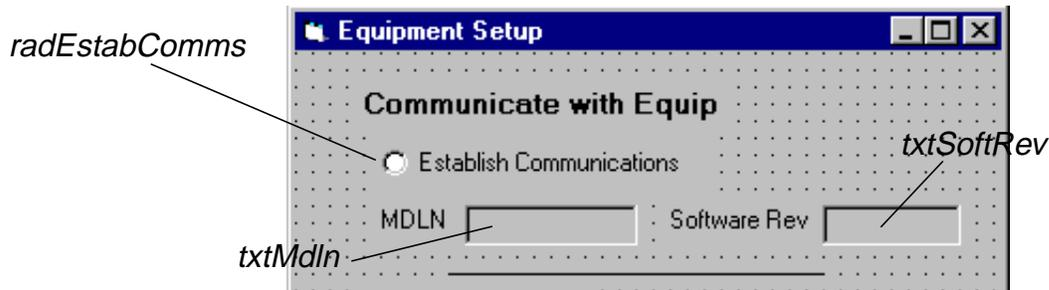 Equipment Setup
radEstabComms
Communicate with Equip
txtSoftRev
Establish Communications
MDLN
Software Rev
txtMdln